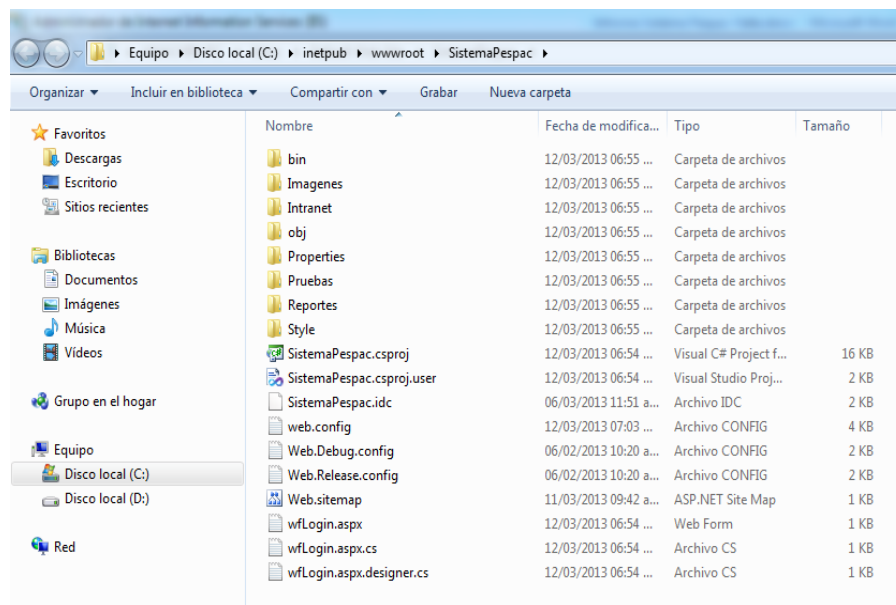 Equipo Disco local (C:) inetpub wwwroot SistemaPespac
Organizar Incluir en biblioteca Compartir con Grabar Nueva carpeta
Favoritos
Descargas
Escritorio
Sitios recientes
Bibliotecas
Documentos
Imágenes
Música
Vídeos
Grupo en el hogar
Equipo
Disco local (C:)
Disco local (D:)
Red
Nombre Fecha de modifica... Tipo Tamaño
bin 12/03/2013 06:55 ... Carpeta de archivos
Imagenes 12/03/2013 06:55 ... Carpeta de archivos
Intranet 12/03/2013 06:55 ... Carpeta de archivos
obj 12/03/2013 06:55 ... Carpeta de archivos
Properties 12/03/2013 06:55 ... Carpeta de archivos
Pruebas 12/03/2013 06:55 ... Carpeta de archivos
Reportes 12/03/2013 06:55 ... Carpeta de archivos
Style 12/03/2013 06:55 ... Carpeta de archivos
SistemaPespac.csproj 12/03/2013 06:54 ... Visual C# Project f... 16 KB
SistemaPespac.csproj.user 12/03/2013 06:54 ... Visual Studio Proj... 2 KB
SistemaPespac.idc 06/03/2013 11:51 a... Archivo IDC 2 KB
web.config 12/03/2013 07:03 ... Archivo CONFIG 4 KB
Web.Debug.config 06/02/2013 10:20 a... Archivo CONFIG 2 KB
Web.Release.config 06/02/2013 10:20 a... Archivo CONFIG 2 KB
Web.sitemap 11/03/2013 09:42 a... ASP.NET Site Map 1 KB
wfLogin.aspx 12/03/2013 06:54 ... Web Form 1 KB
wfLogin.aspx.cs 12/03/2013 06:54 ... Archivo CS 1 KB
wfLogin.aspx.designer.cs 12/03/2013 06:54 ... Archivo CS 1 KB